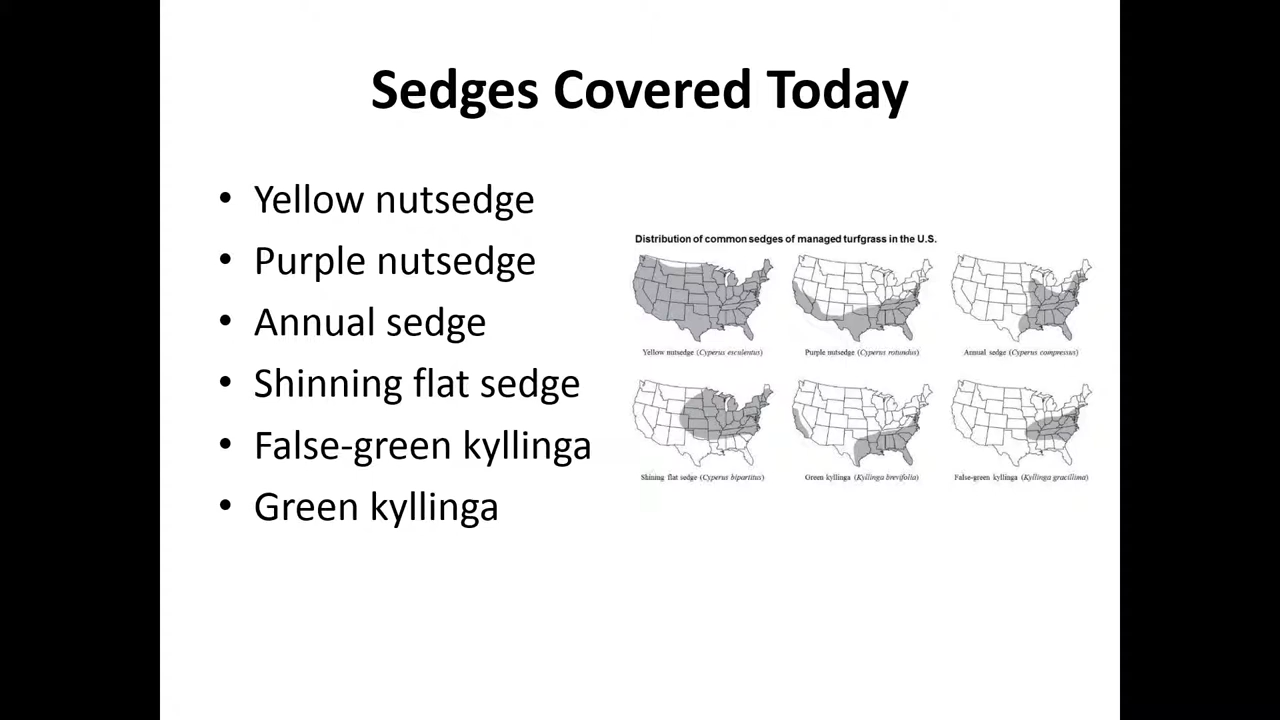 Sedges Covered Today
• Yellow nutsedge
• Purple nutsedge
• Annual sedge
• Shinning flat sedge
• False-green kyllinga
• Green kyllinga
Distribution of common sedges of managed turfgrass in the U.S.
Yellow nutsedge (Cyperus esculentus)
Purple nutsedge (Cyperus rotundus)
Annual sedge (Cyperus compressus)
Shining flat sedge (Cyperus bipartitus)
Green kyllinga (Kyllinga brevifolia)
False-green kyllinga (Kyllinga gracillima)